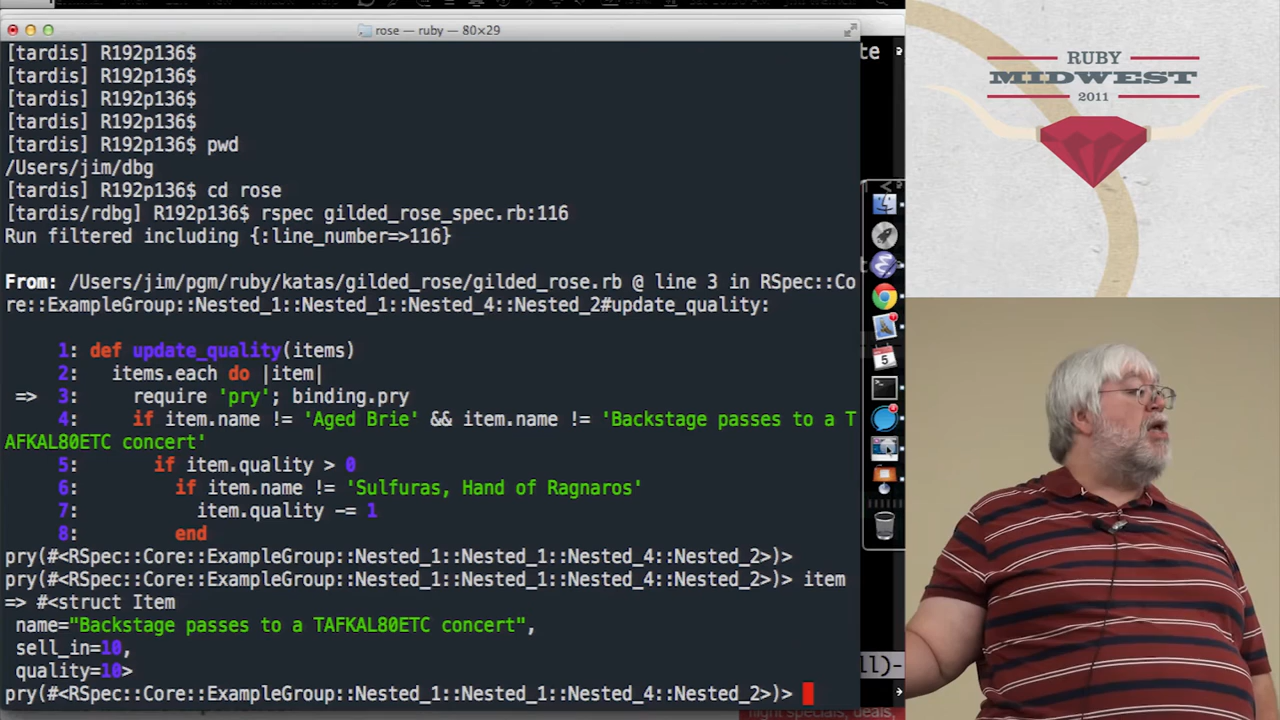 rose — ruby — 80×29
[tardis] R192p136$
[tardis] R192p136$
[tardis] R192p136$
[tardis] R192p136$
[tardis] R192p136$ pwd
/Users/jim/dbg
[tardis] R192p136$ cd rose
[tardis/rdbg] R192p136$ rspec gilded_rose_spec.rb:116
Run filtered including {:line_number=>116}
From: /Users/jim/pgm/ruby/katas/gilded_rose/gilded_rose.rb @ line 3 in RSpec::Co
re::ExampleGroup::Nested_1::Nested_1::Nested_4::Nested_2#update_quality:
1: def update_quality(items)
2: items.each do |item|
=> 3: require 'pry'; binding.pry
4: if item.name != 'Aged Brie' && item.name != 'Backstage passes to a T
AFKAL80ETC concert'
5: if item.quality > 0
6: if item.name != 'Sulfuras, Hand of Ragnaros'
7: item.quality -= 1
8: end
pry(#<RSpec::Core::ExampleGroup::Nested_1::Nested_1::Nested_4::Nested_2>)>
pry(#<RSpec::Core::ExampleGroup::Nested_1::Nested_1::Nested_4::Nested_2>)> item
=> #<struct Item
name="Backstage passes to a TAFKAL80ETC concert",
sell_in=10,
quality=10>
pry(#<RSpec::Core::ExampleGroup::Nested_1::Nested_1::Nested_4::Nested_2>)>
te
5
ll)-
flight specials, deals,
RUBY
MIDWEST
2011